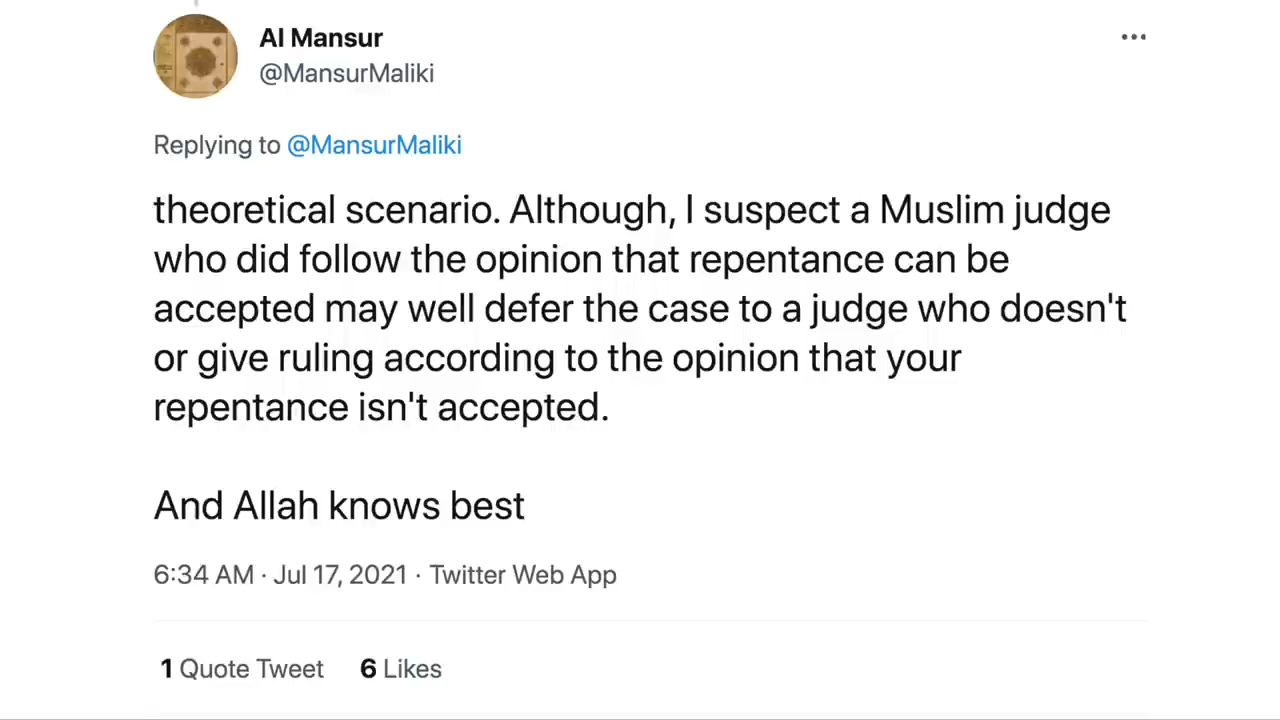 Al Mansur
@MansurMaliki
Replying to @MansurMaliki
theoretical scenario. Although, I suspect a Muslim judge
who did follow the opinion that repentance can be
accepted may well defer the case to a judge who doesn't
or give ruling according to the opinion that your
repentance isn't accepted.
And Allah knows best
6:34 AM · Jul 17, 2021 · Twitter Web App
1 Quote Tweet 6 Likes